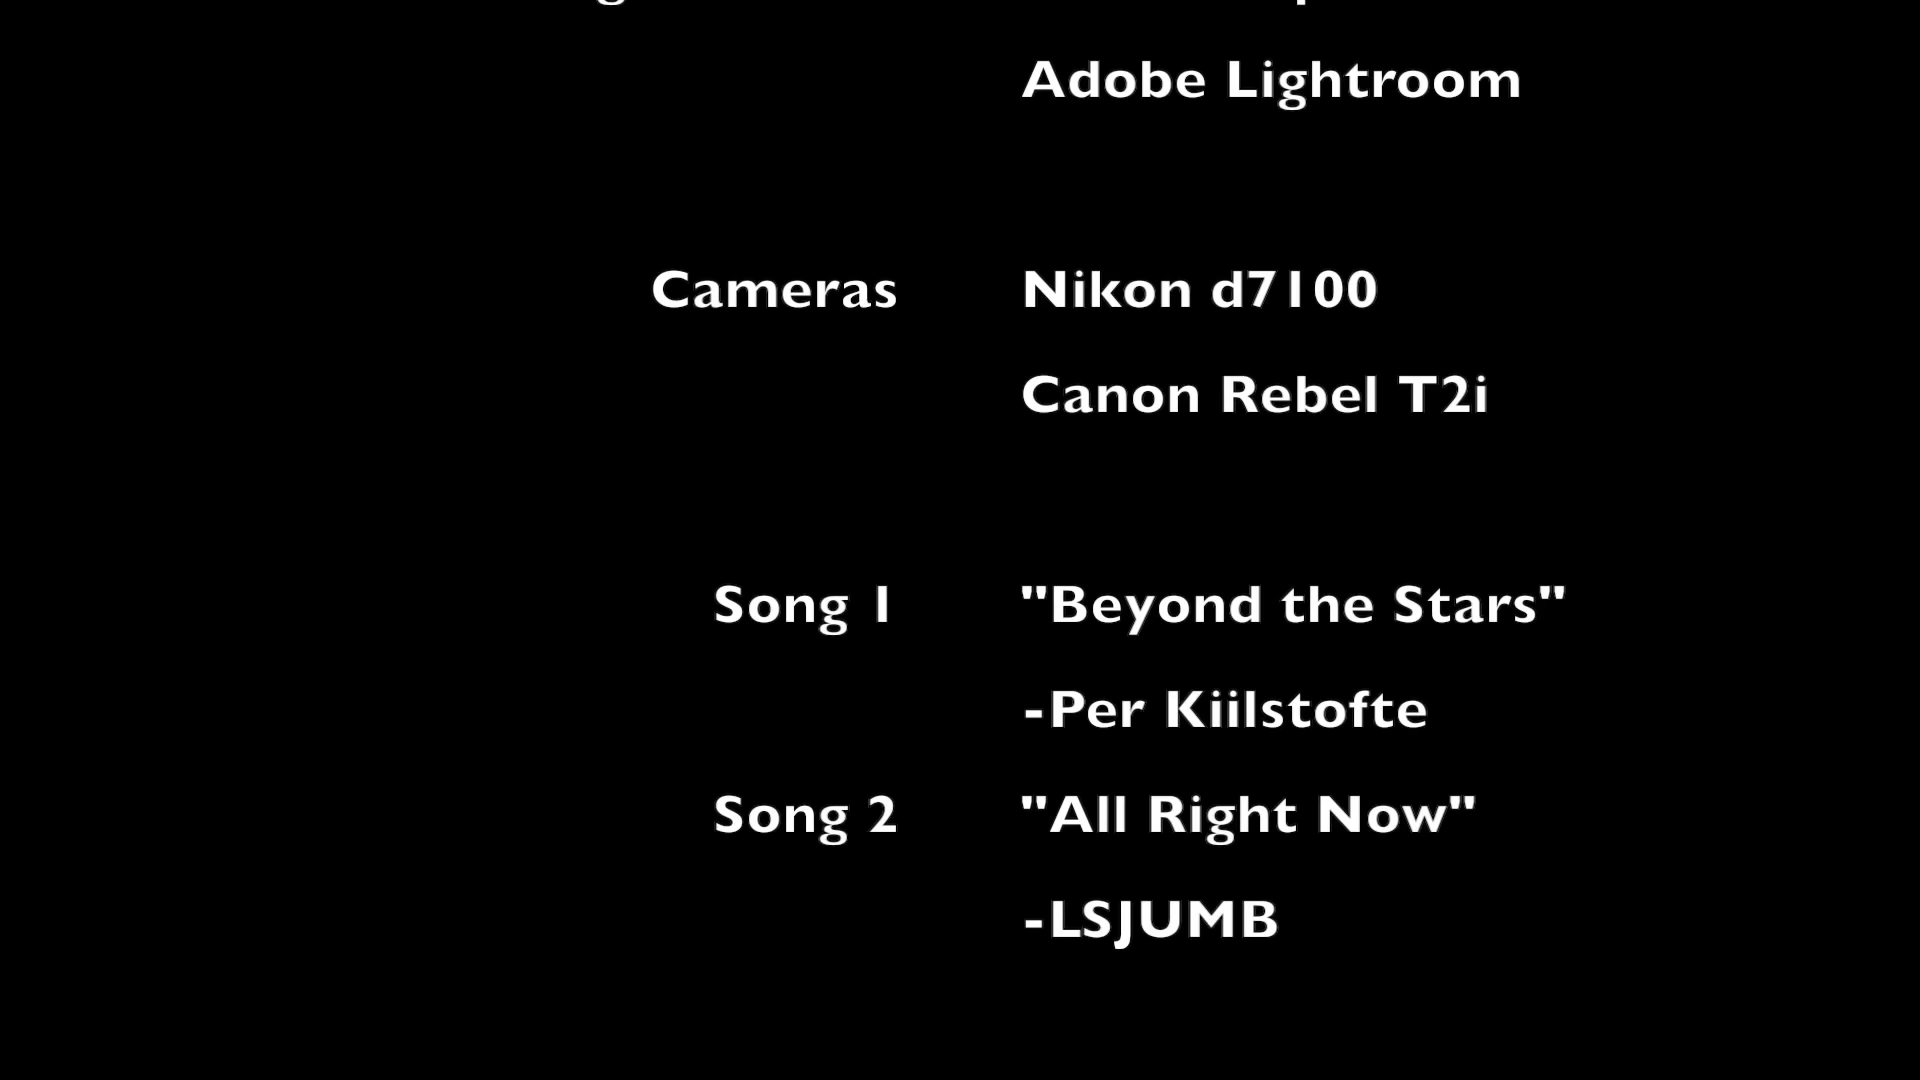 Adobe Lightroom
Cameras Nikon d7100
Canon Rebel T2i
Song 1 "Beyond the Stars"
-Per Kiilstofte
Song 2 "All Right Now"
-LSJUMB